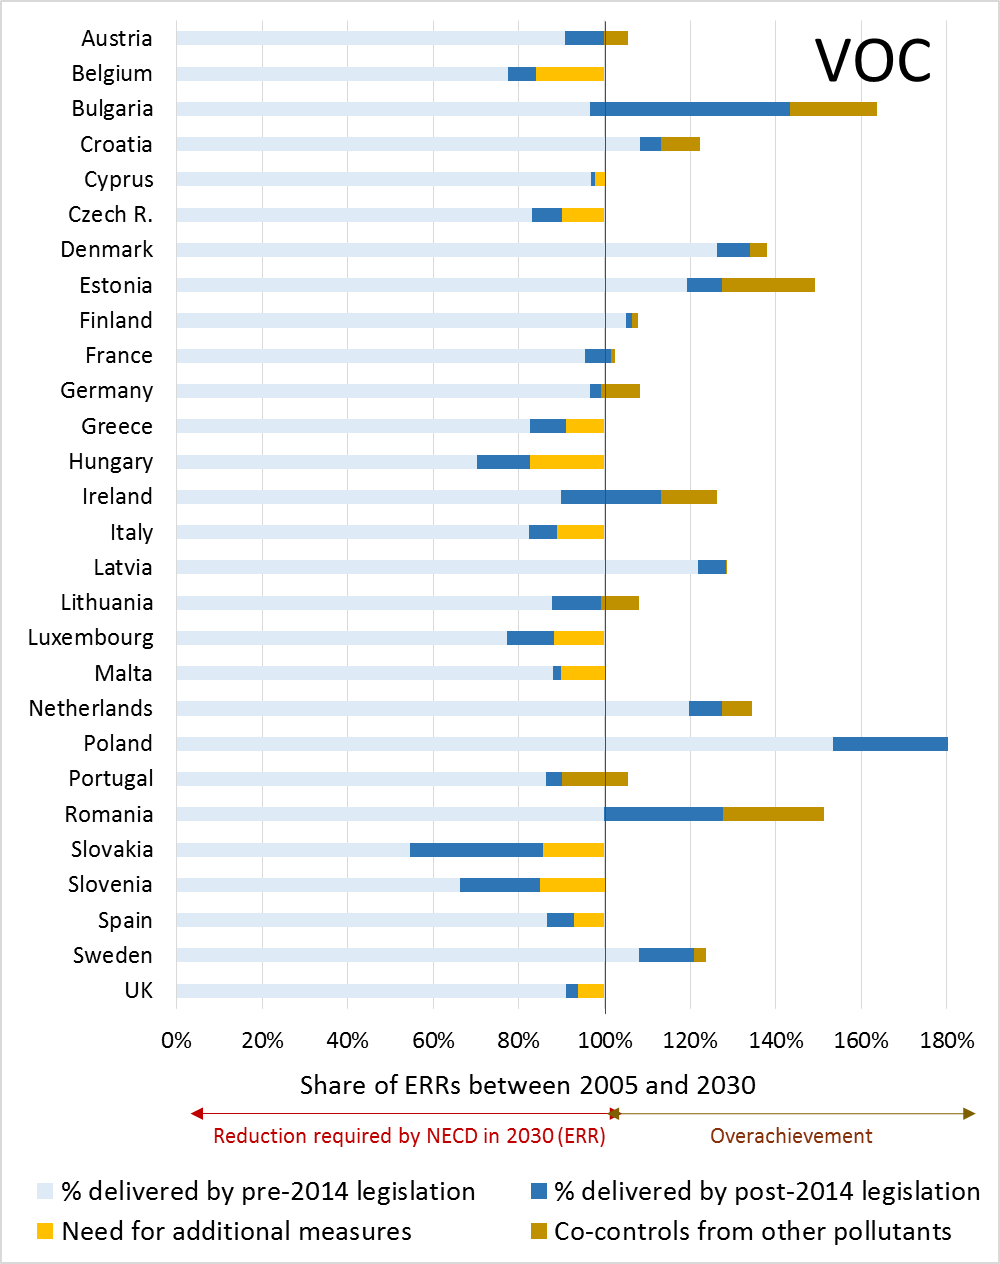 VOC
Austria
Belgium
Bulgaria
Croatia
Cyprus
Czech R.
Denmark
Estonia
Finland
France
Germany
Greece
Hungary
Ireland
Italy
Latvia
Lithuania
Luxembourg
Malta
Netherlands
Poland
Portugal
Romania
Slovakia
Slovenia
Spain
Sweden
UK
0% 20% 40% 60% 80% 100% 120% 140% 160% 180%
Share of ERRs between 2005 and 2030
Reduction required by NECD in 2030 (ERR) Overachievement
% delivered by pre-2014 legislation % delivered by post-2014 legislation
Need for additional measures Co-controls from other pollutants